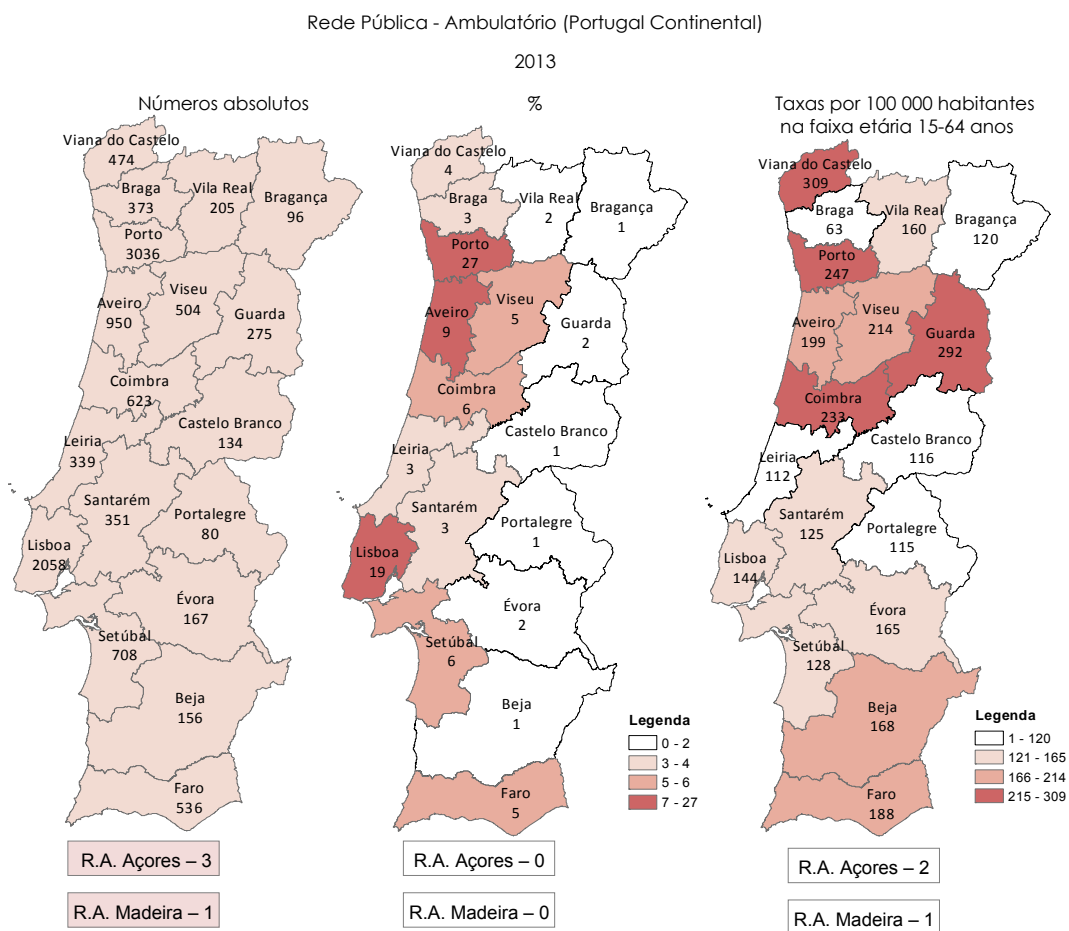 Rede Pública - Ambulatório (Portugal Continental)
2013
Números absolutos
Viana do Castelo
474
Braga
373
Vila Real
205
Bragança
96
Porto
3036
Aveiro
950
Viseu
504
Guarda
275
Coimbra
623
Castelo Branco
134
Leiria
339
Santarém
351
Portalegre
80
Lisboa
2058
Évora
167
Setúbal
708
Beja
156
Faro
536
R.A. Açores – 3
R.A. Madeira – 1
%
Viana do Castelo
4
Braga
3
Vila Real
2
Bragança
1
Porto
27
Aveiro
9
Viseu
5
Guarda
2
Coimbra
6
Castelo Branco
1
Leiria
3
Santarém
3
Portalegre
1
Lisboa
19
Évora
2
Setúbal
6
Beja
1
Faro
5
Legenda
0 - 2
3 - 4
5 - 6
7 - 27
R.A. Açores – 0
R.A. Madeira – 0
Taxas por 100 000 habitantes
na faixa etária 15-64 anos
Viana do Castelo
309
Braga
63
Vila Real
160
Bragança
120
Porto
247
Aveiro
199
Viseu
214
Guarda
292
Coimbra
233
Castelo Branco
116
Leiria
112
Santarém
125
Portalegre
115
Lisboa
144
Évora
165
Setúbal
128
Beja
168
Faro
188
Legenda
1 - 120
121 - 165
166 - 214
215 - 309
R.A. Açores – 2
R.A. Madeira – 1